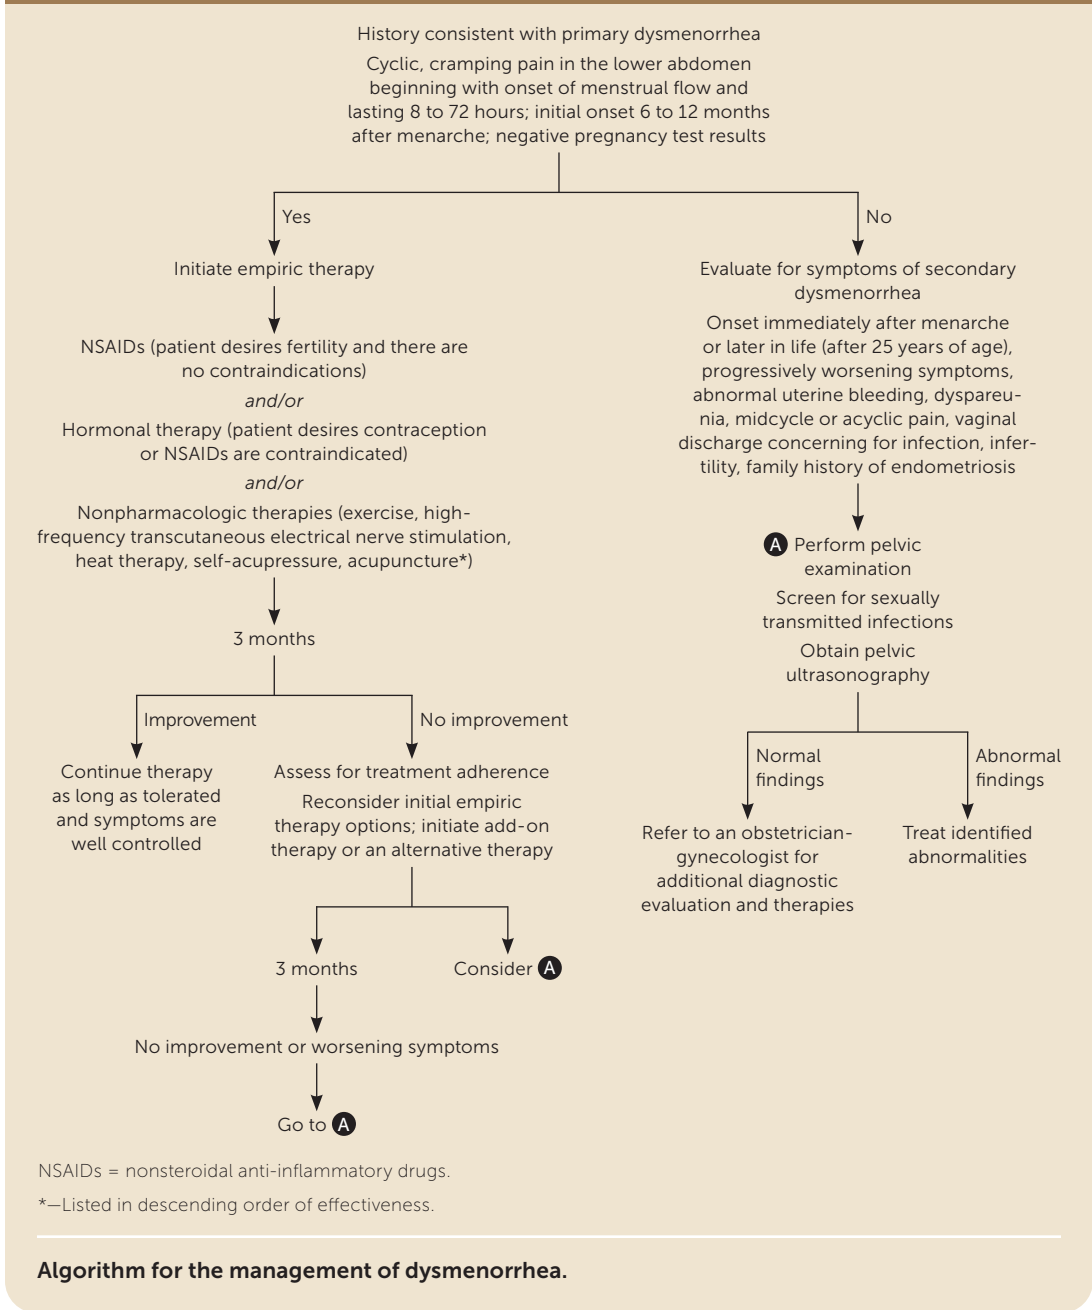 History consistent with primary dysmenorrhea
Cyclic, cramping pain in the lower abdomen
beginning with onset of menstrual flow and
lasting 8 to 72 hours; initial onset 6 to 12 months
after menarche; negative pregnancy test results
Yes
Initiate empiric therapy
NSAIDs (patient desires fertility and there are
no contraindications)
and/or
Hormonal therapy (patient desires contraception
or NSAIDs are contraindicated)
and/or
Nonpharmacologic therapies (exercise, high-
frequency transcutaneous electrical nerve stimulation,
heat therapy, self-acupressure, acupuncture*)
3 months
Improvement
Continue therapy
as long as tolerated
and symptoms are
well controlled
No improvement
Assess for treatment adherence
Reconsider initial empiric
therapy options; initiate add-on
therapy or an alternative therapy
3 months
No improvement or worsening symptoms
Go to A
Consider A
No
Evaluate for symptoms of secondary
dysmenorrhea
Onset immediately after menarche
or later in life (after 25 years of age),
progressively worsening symptoms,
abnormal uterine bleeding, dyspareu-
nia, midcycle or acyclic pain, vaginal
discharge concerning for infection, infer-
tility, family history of endometriosis
A Perform pelvic
examination
Screen for sexually
transmitted infections
Obtain pelvic
ultrasonography
Normal
findings
Refer to an obstetrician-
gynecologist for
additional diagnostic
evaluation and therapies
Abnormal
findings
Treat identified
abnormalities
NSAIDs = nonsteroidal anti-inflammatory drugs.
*—Listed in descending order of effectiveness.
Algorithm for the management of dysmenorrhea.